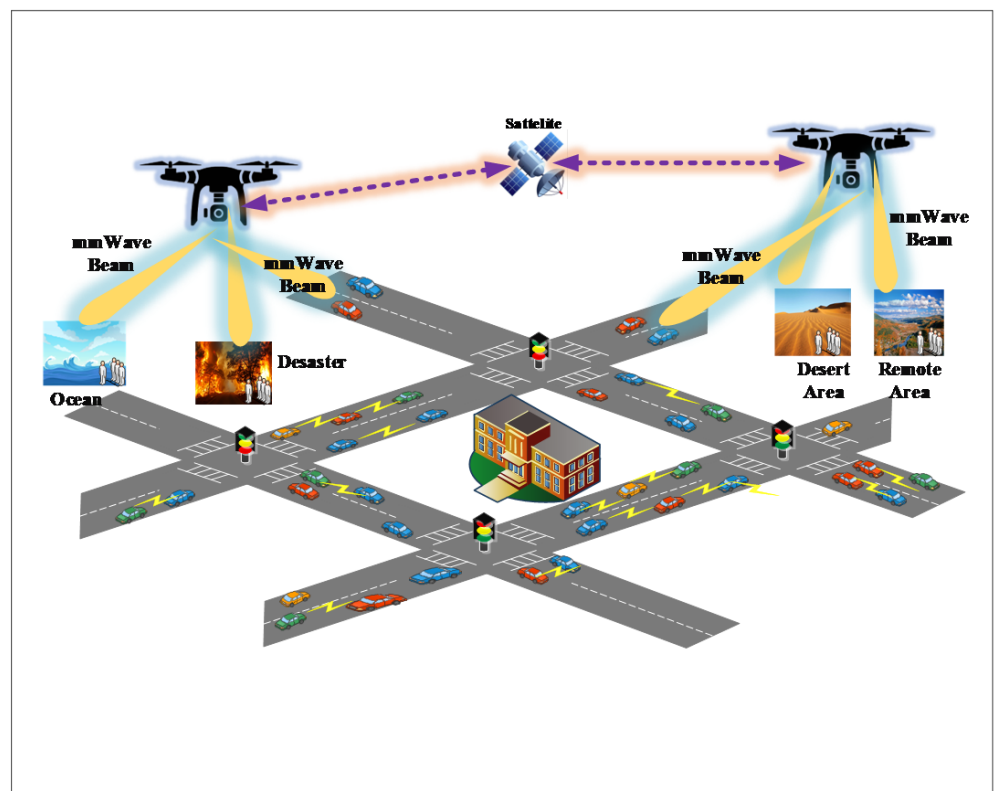 Sattelite
mmWave
Beam
mmWave
Beam
mmWave
Beam
mmWave
Beam
Ocean
Desaster
Desert
Area
Remote
Area